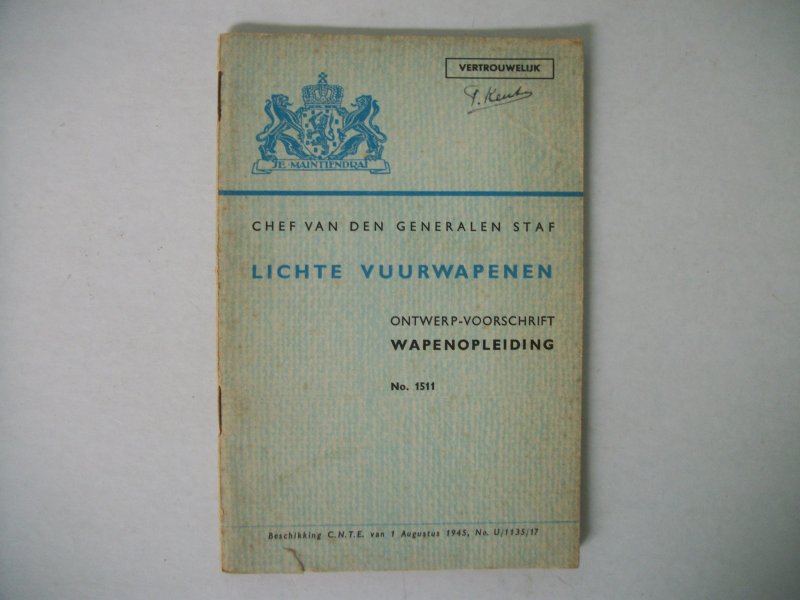 VERTROUWELIJK
JE MAINTIENDRAI
CHEF VAN DEN GENERALEN STAF
LICHTE VUURWAPENEN
ONTWERP-VOORSCHRIFT
WAPENOPLEIDING
No. 1511
Beschikking C.N.T.E. van 1 Augustus 1945, No. U/1135/17